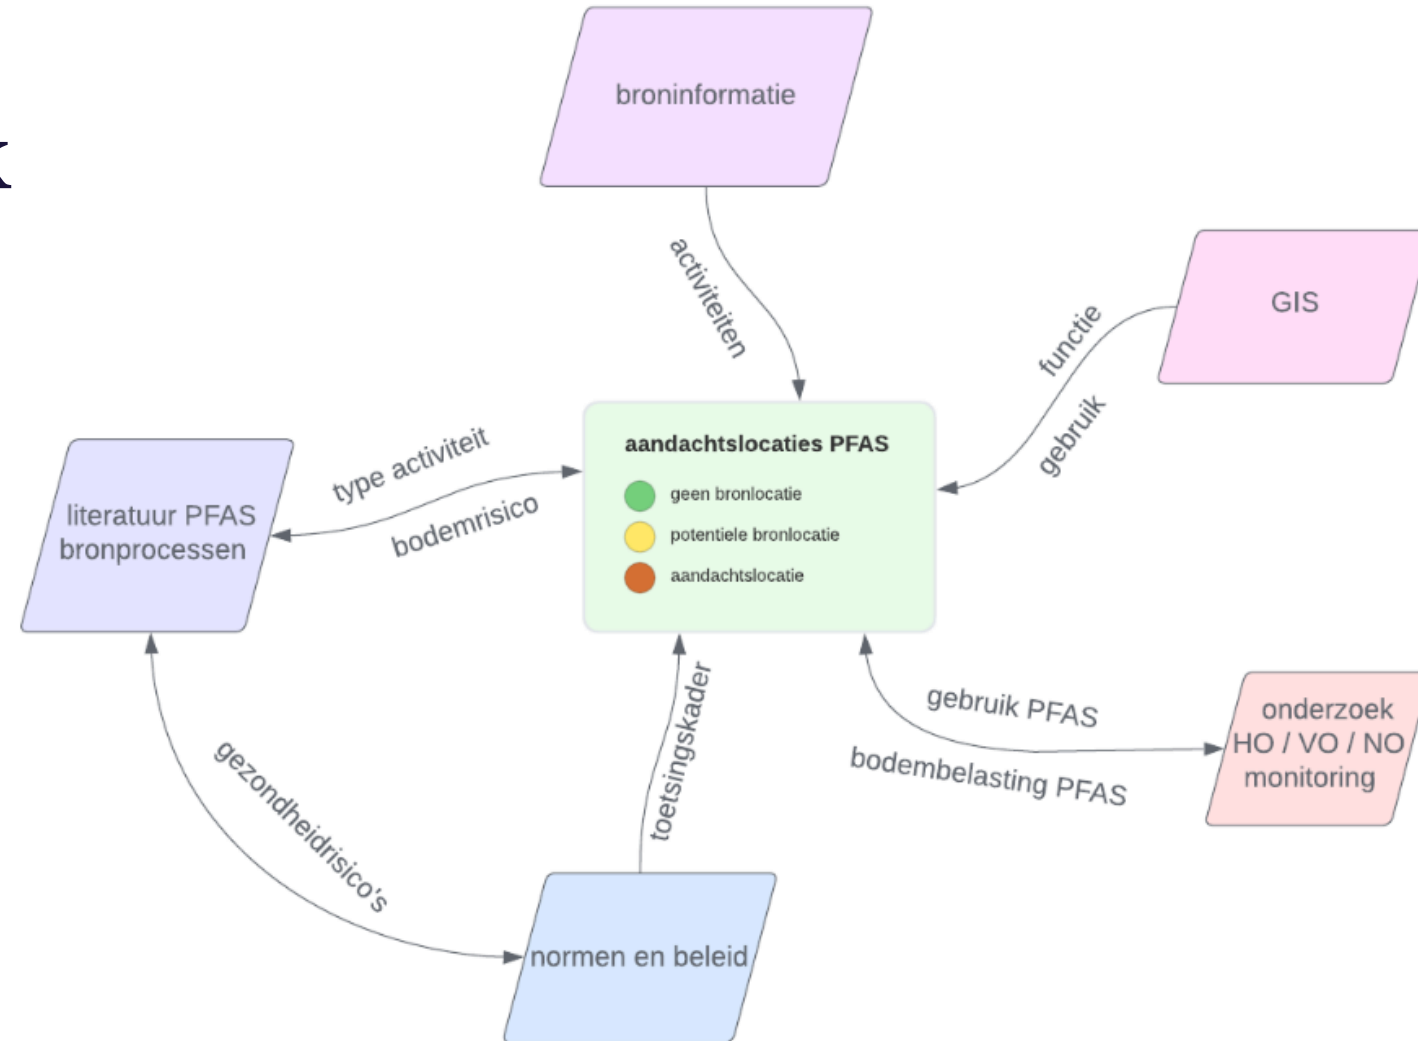 broninformatie
activiteiten
GIS
functie
gebruik
aandachtslocaties PFAS
geen bronlocatie
potentiele bronlocatie
aandachtslocatie
type activiteit
bodemrisico
literatuur PFAS
bronprocessen
gebruik PFAS
bodembelasting PFAS
onderzoek
HO / VO / NO
monitoring
toetsingskader
gezondheidrisico's
normen en beleid